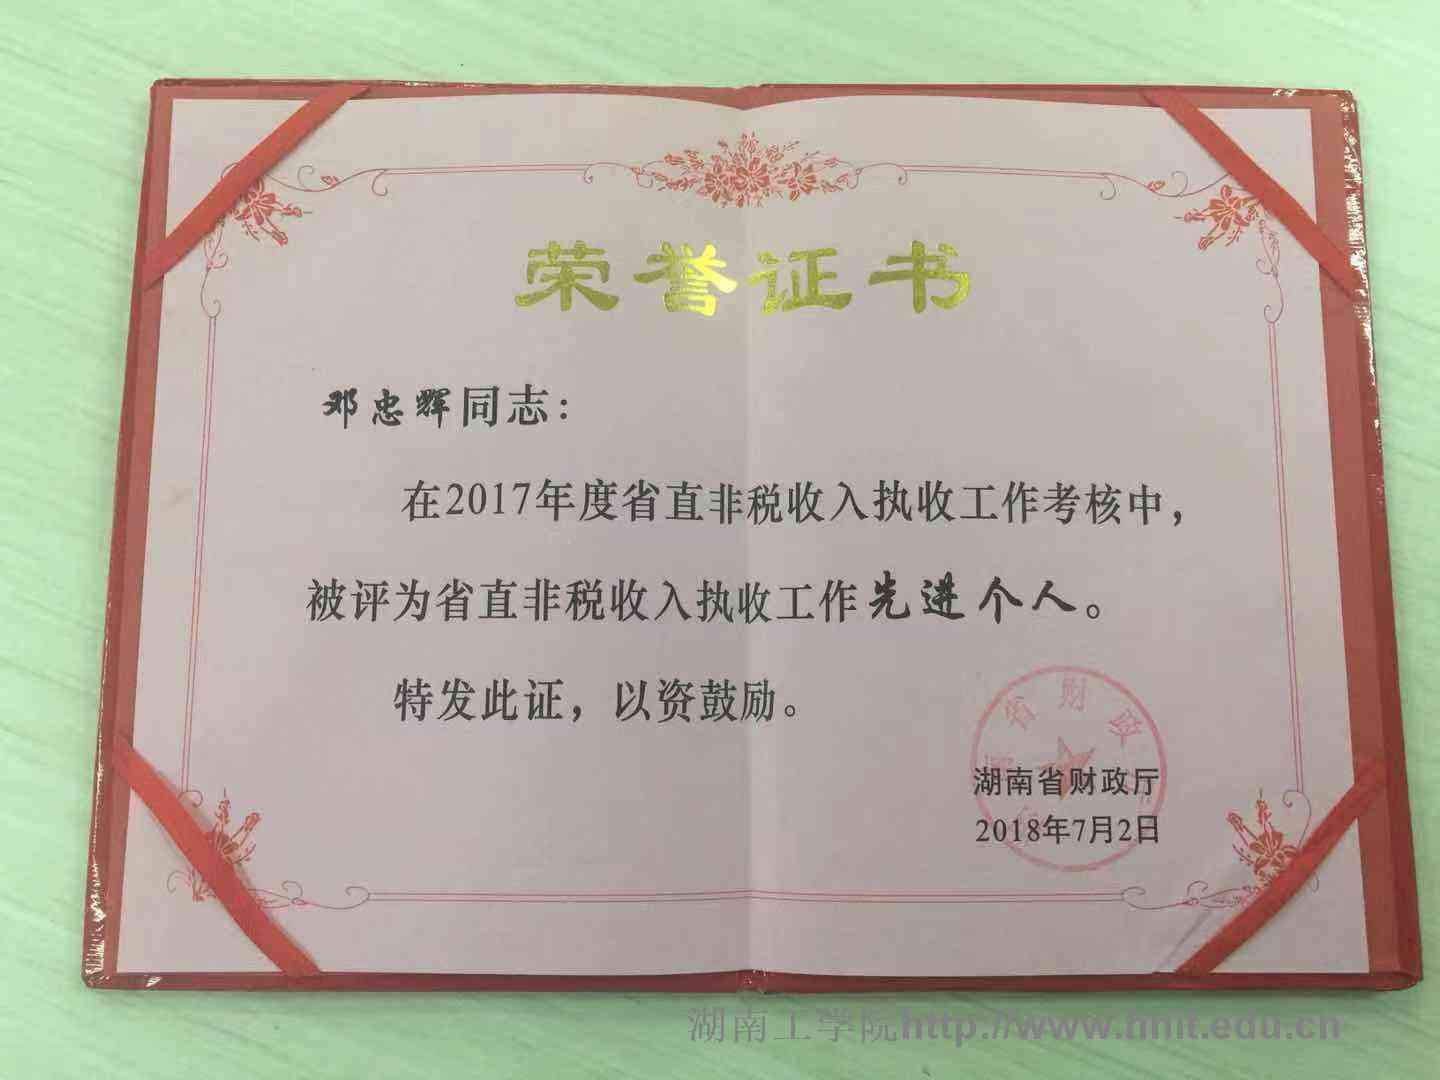 荣誉证书
邓忠辉同志：
在2017年度省直非税收入执收工作考核中，
被评为省直非税收入执收工作先进个人。
特发此证，以资鼓励。
省财政
湖南省财政厅
2018年7月2日
湖南工学院http://www.hnit.edu.cn